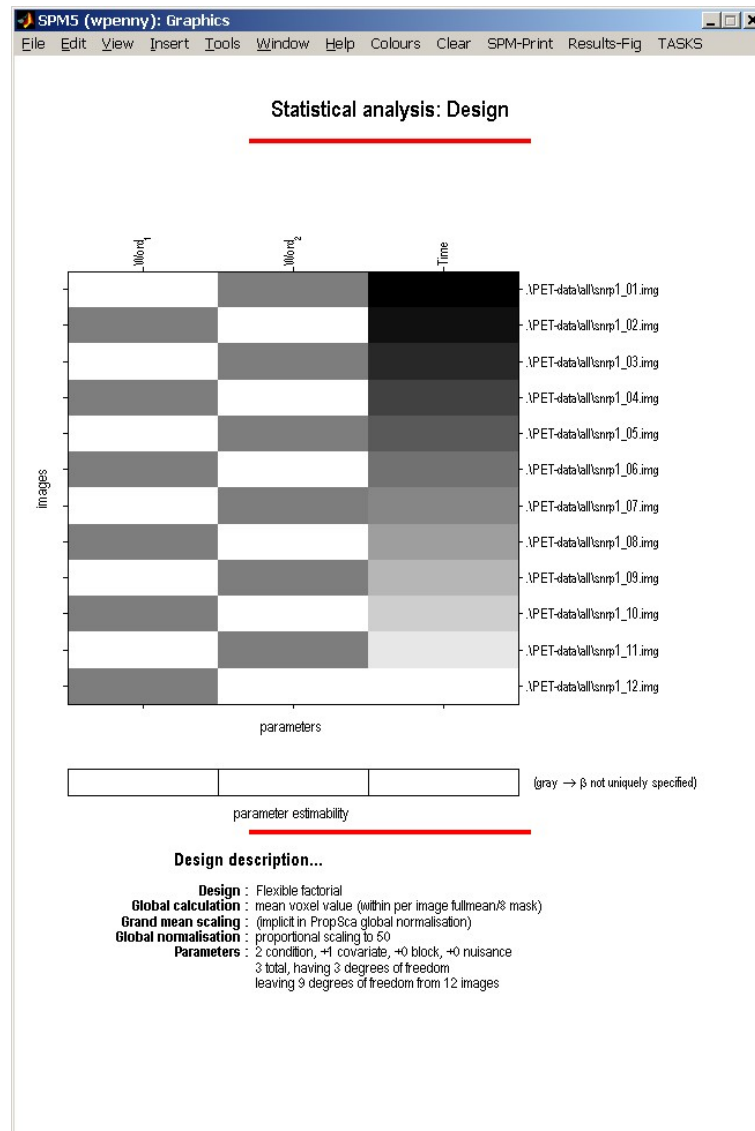 SPM5 (wpenny): Graphics
File Edit View Insert Tools Window Help Colours Clear SPM-Print Results-Fig TASKS
Statistical analysis: Design
Word1 Word2 Time
.\PET-data\all\snrp1_01.img
.\PET-data\all\snrp1_02.img
.\PET-data\all\snrp1_03.img
.\PET-data\all\snrp1_04.img
.\PET-data\all\snrp1_05.img
.\PET-data\all\snrp1_06.img
images
.\PET-data\all\snrp1_07.img
.\PET-data\all\snrp1_08.img
.\PET-data\all\snrp1_09.img
.\PET-data\all\snrp1_10.img
.\PET-data\all\snrp1_11.img
.\PET-data\all\snrp1_12.img
parameters
(gray → β not uniquely specified)
parameter estimability
Design description...
Design : Flexible factorial
Global calculation : mean voxel value (within per image fullmean/8 mask)
Grand mean scaling : (implicit in PropSca global normalisation)
Global normalisation : proportional scaling to 50
Parameters : 2 condition, +1 covariate, +0 block, +0 nuisance
3 total, having 3 degrees of freedom
leaving 9 degrees of freedom from 12 images